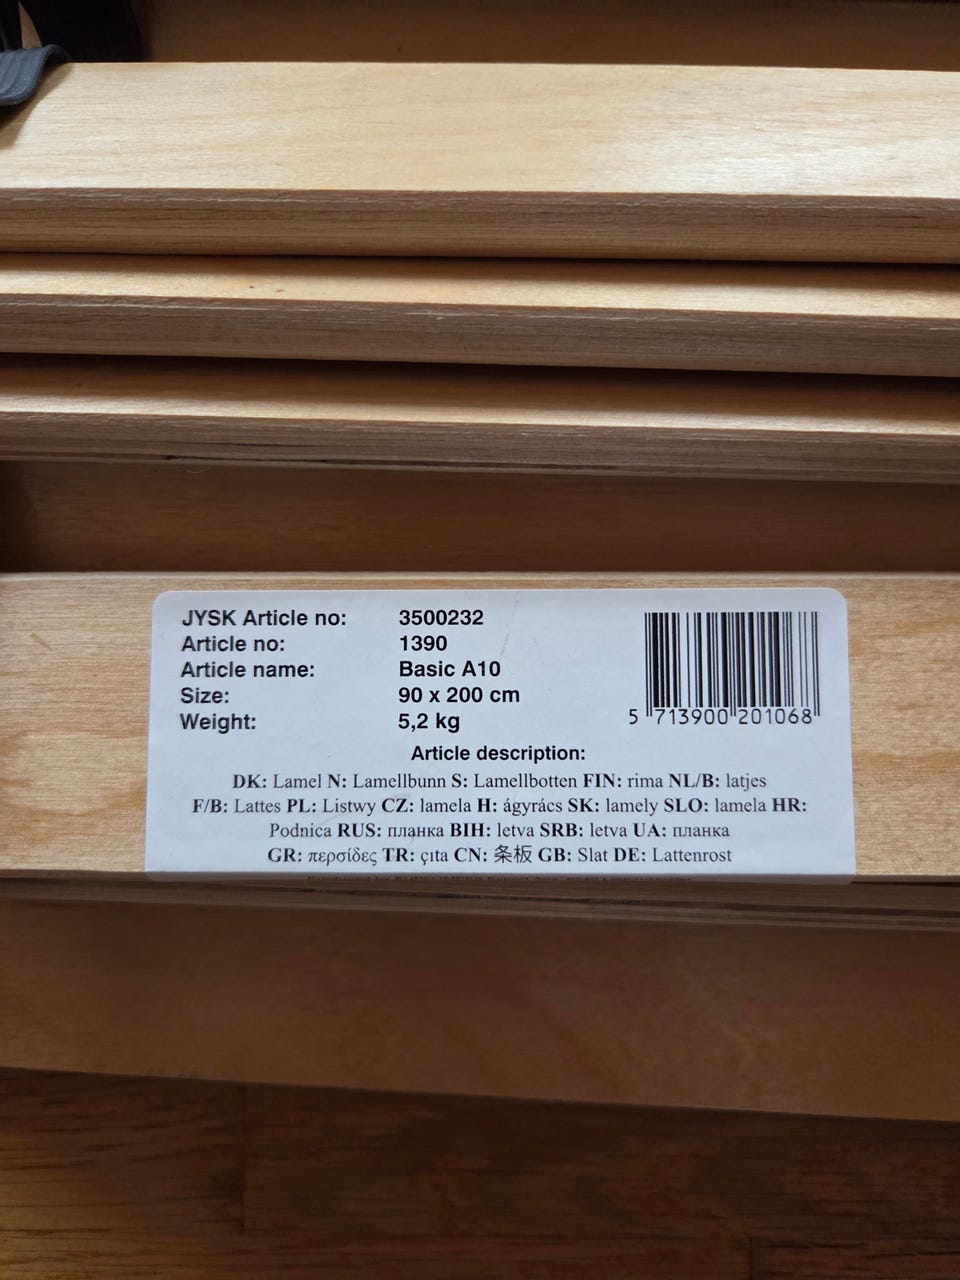 JYSK Article no: 3500232
Article no: 1390
Article name: Basic A10
Size: 90 x 200 cm
Weight: 5,2 kg
5 713900 201068
Article description:
DK: Lamel N: Lamellbunn S: Lamellbotten FIN: rima NL/B: latjes
F/B: Lattes PL: Listwy CZ: lamela H: ágyrács SK: lamely SLO: lamela HR:
Podnica RUS: планка BIH: letva SRB: letva UA: планка
GR: περσίδες TR: çıta CN: 条板 GB: Slat DE: Lattenrost